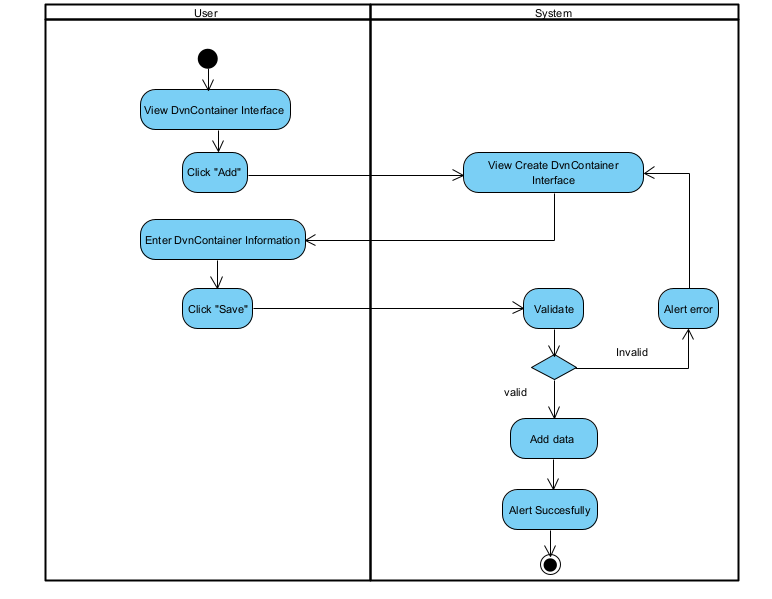 User
System
View DvnContainer Interface
Click "Add"
View Create DvnContainer
Interface
Enter DvnContainer Information
Click "Save"
Validate
Alert error
Invalid
valid
Add data
Alert Succesfully